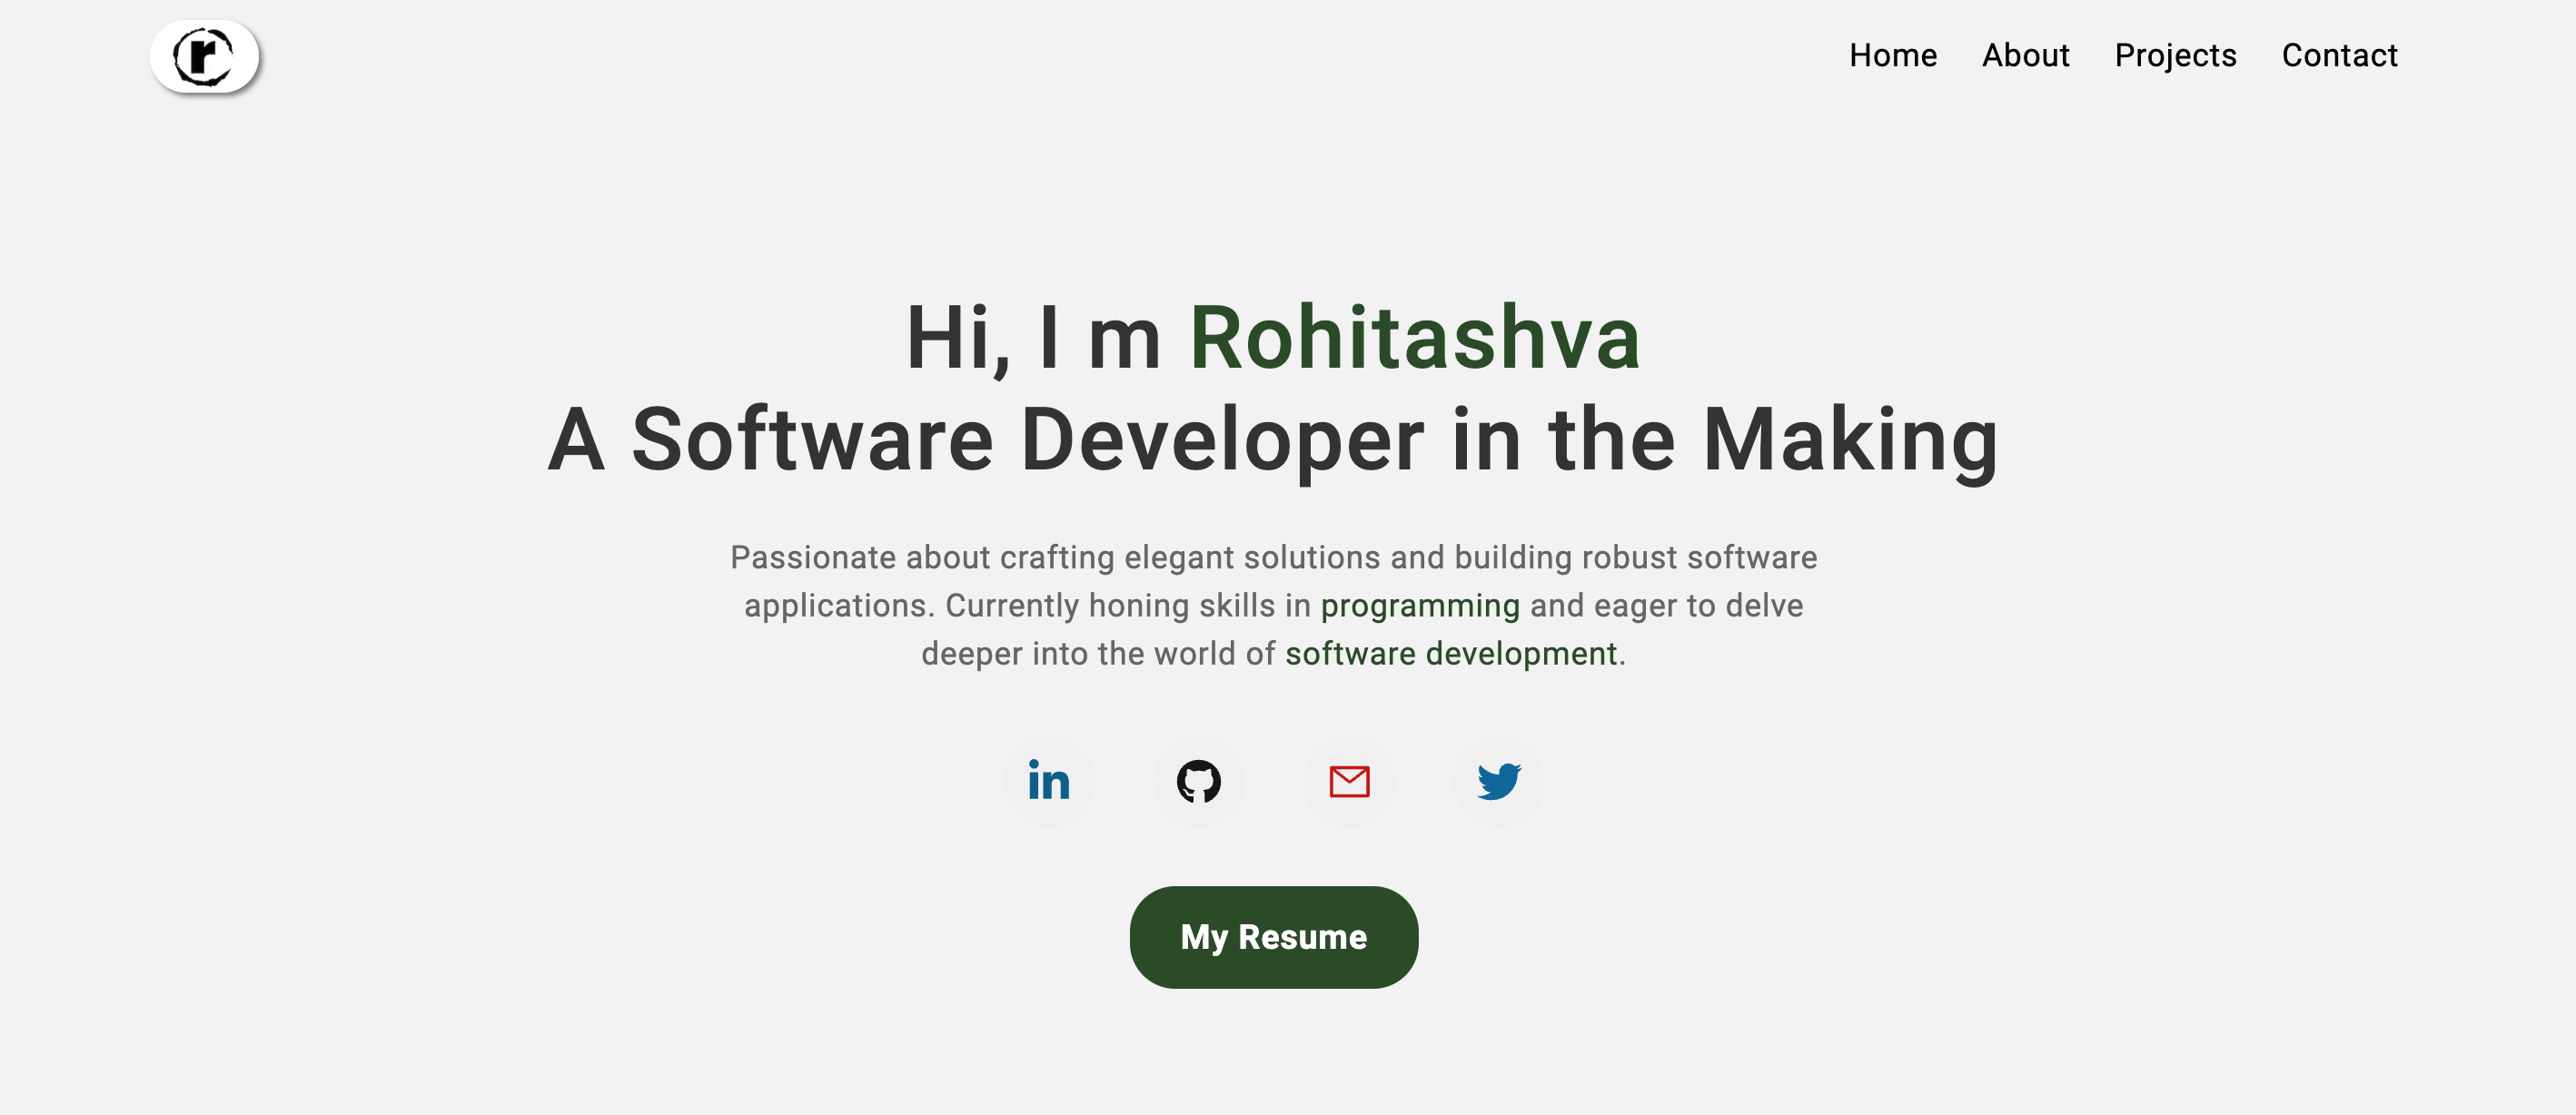 r
Home About Projects Contact
Hi, I m Rohitashva
A Software Developer in the Making
Passionate about crafting elegant solutions and building robust software
applications. Currently honing skills in programming and eager to delve
deeper into the world of software development.
in
My Resume